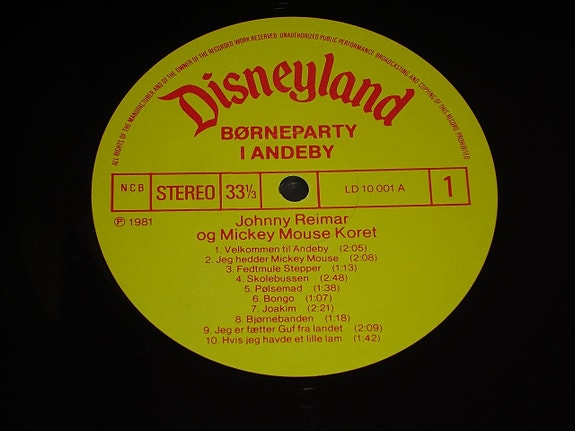 ALL RIGHTS OF THE MANUFACTURER AND OF THE OWNER OF THE RECORDED WORK RESERVED. UNAUTHORIZED PUBLIC PERFORMANCE, BROADCASTING AND COPYING OF THIS RECORD PROHIBITED
Disneyland
BØRNEPARTY
I ANDEBY
NCB STEREO 33⅓ LD 10 001 A 1
℗ 1981
Johnny Reimar
og Mickey Mouse Koret
1. Velkommen til Andeby (2:05)
2. Jeg hedder Mickey Mouse (2:08)
3. Fedtmule Stepper (1:13)
4. Skolebussen (2:48)
5. Pølsemad (1:38)
6. Bongo (1:07)
7. Joakim (2:21)
8. Bjørnebanden (1:18)
9. Jeg er fætter Guf fra landet (2:09)
10. Hvis jeg havde et lille lam (1:42)